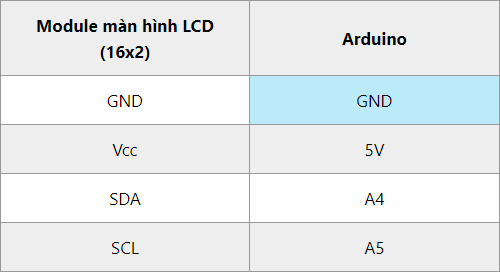 Module màn hình LCD
(16x2)
Arduino
GND
GND
Vcc
5V
SDA
A4
SCL
A5